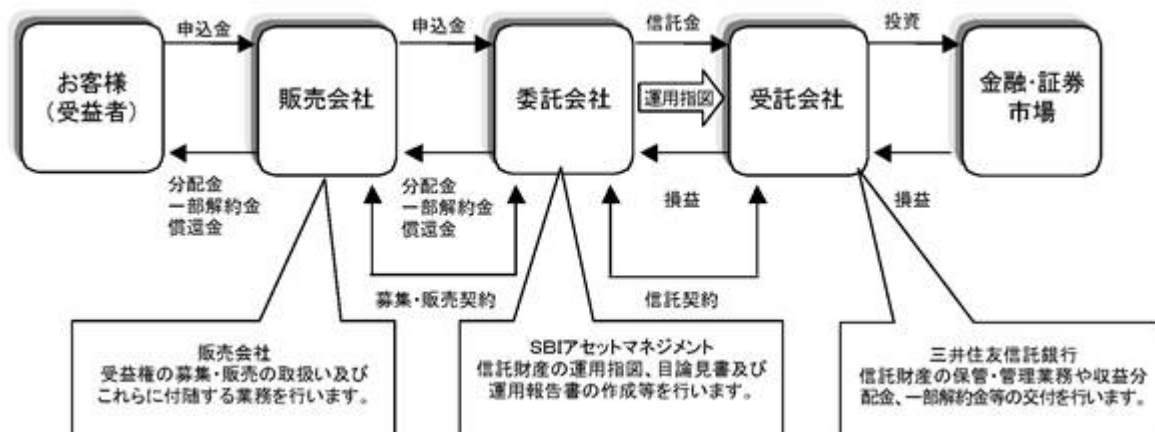 申込金
申込金
信託金
投資
お客様
(受益者)
販売会社
委託会社
運用指図
受託会社
金融・証券
市場
分配金
一部解約金
償還金
分配金
一部解約金
償還金
損益
損益
募集・販売契約
信託契約
販売会社
受益権の募集・販売の取扱い及び
これらに付随する業務を行います。
SBIアセットマネジメント
信託財産の運用指図、目論見書及び
運用報告書の作成等を行います。
三井住友信託銀行
信託財産の保管・管理業務や収益分
配金、一部解約金等の交付を行います。